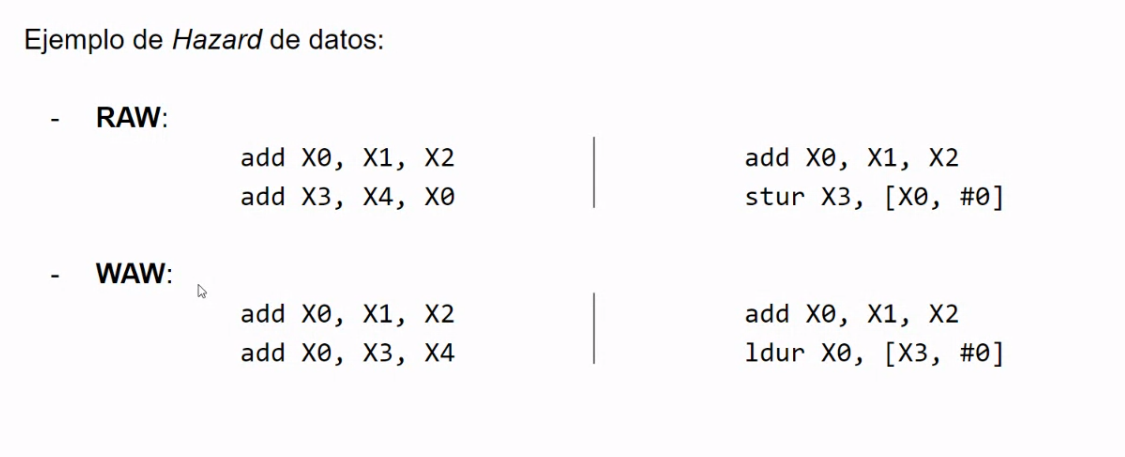 Ejemplo de Hazard de datos:
- RAW:
add X0, X1, X2 | add X0, X1, X2
add X3, X4, X0 | stur X3, [X0, #0]
- WAW:
add X0, X1, X2 | add X0, X1, X2
add X0, X3, X4 | ldur X0, [X3, #0]